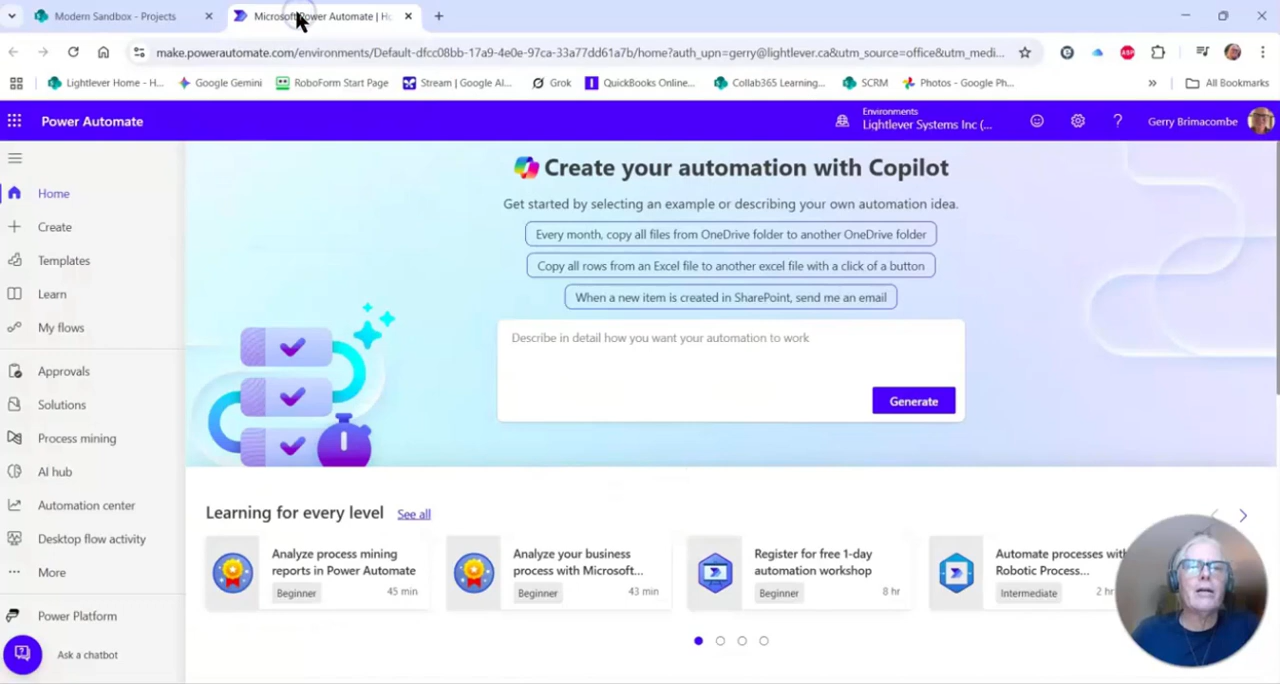 Modern Sandbox - Projects
Microsoft Power Automate | Ho
make.powerautomate.com/environments/Default-dfcc08bb-17a9-4e0e-97ca-33a77dd61a7b/home?auth_upn=gerry@lightlever.ca&utm_source=office&utm_medi...
Lightlever Home - H...
Google Gemini
RoboForm Start Page
Stream | Google AI...
Grok
QuickBooks Online...
Collab365 Learning...
SCRM
Photos - Google Ph...
All Bookmarks
Power Automate
Environments
Lightlever Systems Inc (...
Gerry Brimacombe
Home
Create
Templates
Learn
My flows
Approvals
Solutions
Process mining
AI hub
Automation center
Desktop flow activity
More
Power Platform
Ask a chatbot
Create your automation with Copilot
Get started by selecting an example or describing your own automation idea.
Every month, copy all files from OneDrive folder to another OneDrive folder
Copy all rows from an Excel file to another excel file with a click of a button
When a new item is created in SharePoint, send me an email
Describe in detail how you want your automation to work
Generate
Learning for every level
See all
Analyze process mining
reports in Power Automate
Beginner
45 min
Analyze your business
process with Microsoft...
Beginner
43 min
Register for free 1-day
automation workshop
Beginner
8 hr
Automate processes with
Robotic Process...
Intermediate
2 hr
ABP